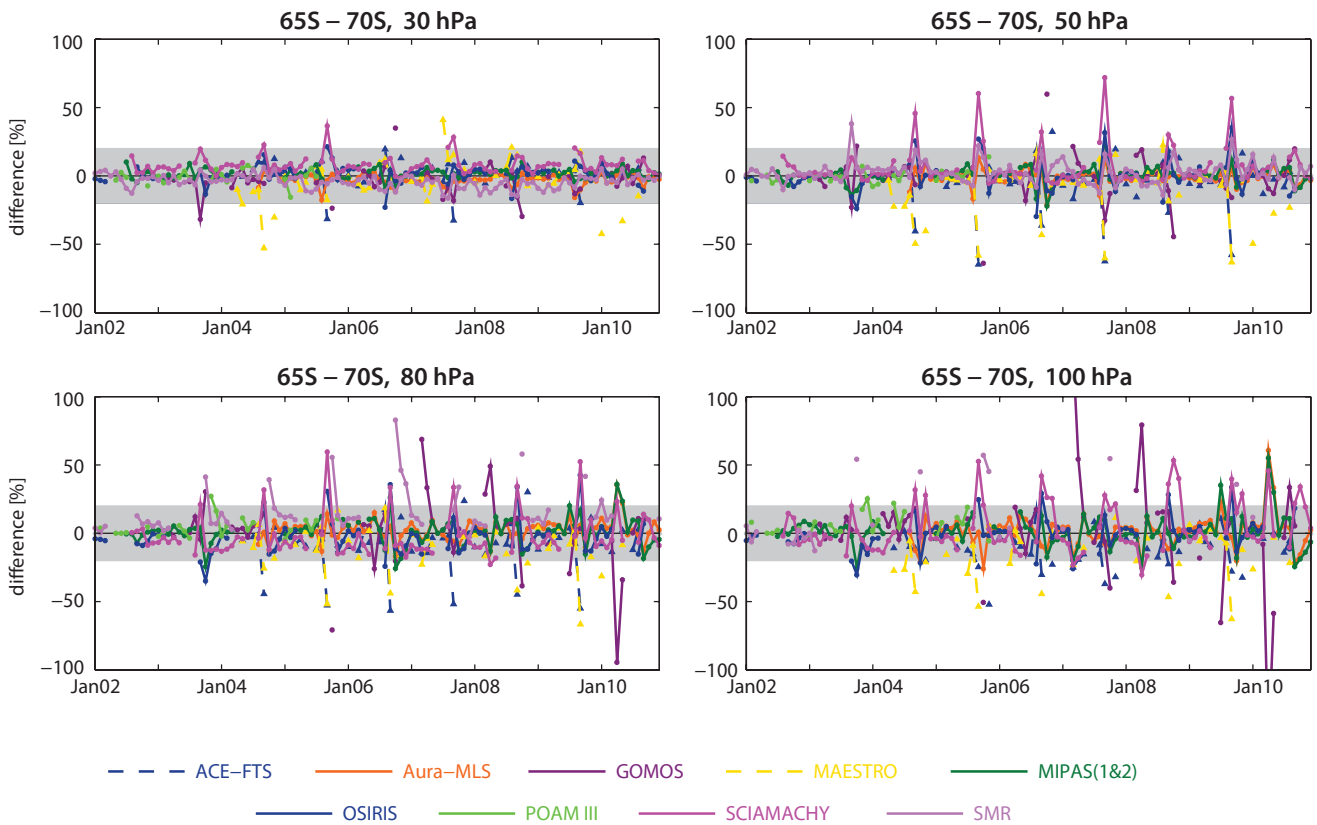 65S – 70S, 30 hPa
65S – 70S, 50 hPa
difference [%]
100
50
0
−50
−100
Jan02 Jan04 Jan06 Jan08 Jan10
100
50
0
−50
−100
Jan02 Jan04 Jan06 Jan08 Jan10
65S – 70S, 80 hPa
65S – 70S, 100 hPa
difference [%]
100
50
0
−50
−100
Jan02 Jan04 Jan06 Jan08 Jan10
100
50
0
−50
−100
Jan02 Jan04 Jan06 Jan08 Jan10
ACE−FTS Aura−MLS GOMOS MAESTRO MIPAS(1&2)
OSIRIS POAM III SCIAMACHY SMR